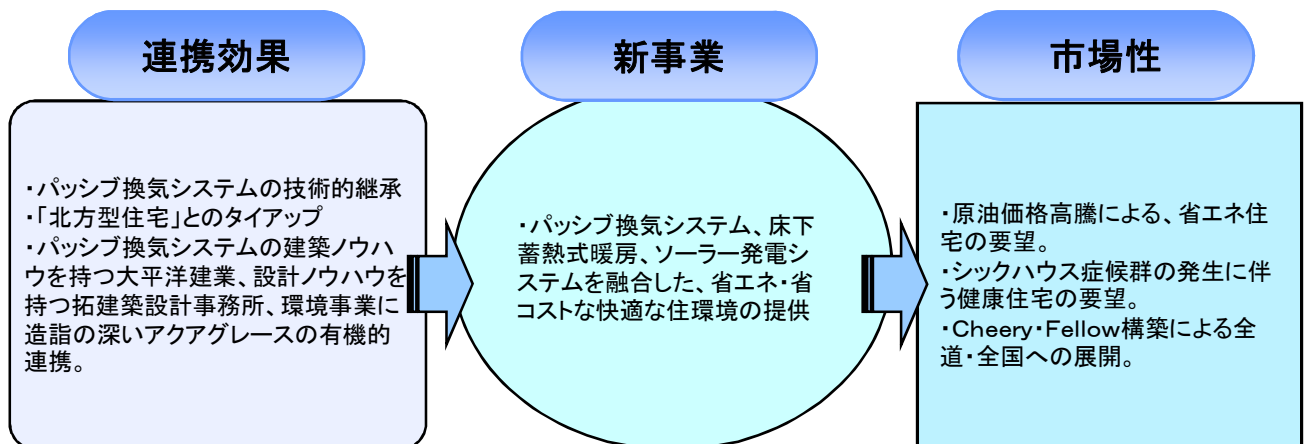 連携効果
・パッシブ換気システムの技術的継承
・「北方型住宅」とのタイアップ
・パッシブ換気システムの建築ノウハ
ウを持つ大平洋建業、設計ノウハウを
持つ拓建築設計事務所、環境事業に
造詣の深いアクアグレースの有機的
連携。
新事業
・パッシブ換気システム、床下
蓄熱式暖房、ソーラー発電シ
ステムを融合した、省エネ・省
コストな快適な住環境の提供
市場性
・原油価格高騰による、省エネ住
宅の要望。
・シックハウス症候群の発生に伴
う健康住宅の要望。
・Cheery・Fellow構築による全
道・全国への展開。